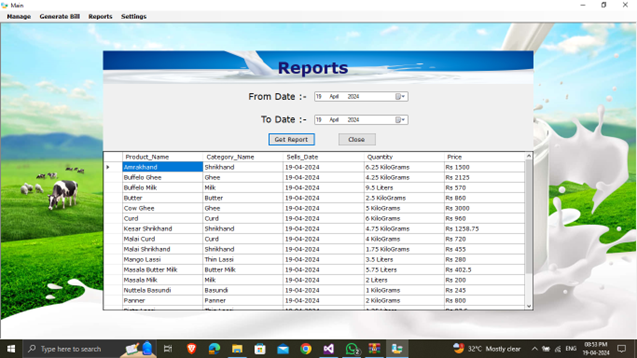 Main
Manage Generate Bill Reports Settings
Reports
From Date :- 19 April 2024
To Date :- 19 April 2024
Get Report Close
Product_Name Category_Name Sells_Date Quantity Price
Amrakhand Shrikhand 19-04-2024 6.25 KiloGrams Rs 1500
Buffelo Ghee Ghee 19-04-2024 4.25 KiloGrams Rs 2125
Buffelo Milk Milk 19-04-2024 9.5 Liters Rs 570
Butter Butter 19-04-2024 2.5 KiloGrams Rs 860
Cow Ghee Ghee 19-04-2024 5 KiloGrams Rs 3000
Curd Curd 19-04-2024 6 KiloGrams Rs 960
Kesar Shrikhand Shrikhand 19-04-2024 4.75 KiloGrams Rs 1258.75
Malai Curd Curd 19-04-2024 4 KiloGrams Rs 720
Malai Shrikhand Shrikhand 19-04-2024 1.75 KiloGrams Rs 455
Mango Lassi Thin Lassi 19-04-2024 3.5 Liters Rs 280
Masala Butter Milk Butter Milk 19-04-2024 5.75 Liters Rs 402.5
Masala Milk Milk 19-04-2024 2 Liters Rs 200
Nuttela Basundi Basundi 19-04-2024 1 KiloGrams Rs 245
Panner Panner 19-04-2024 2 KiloGrams Rs 800
Type here to search 32°C Mostly clear ENG 08:53 PM
19-04-2024